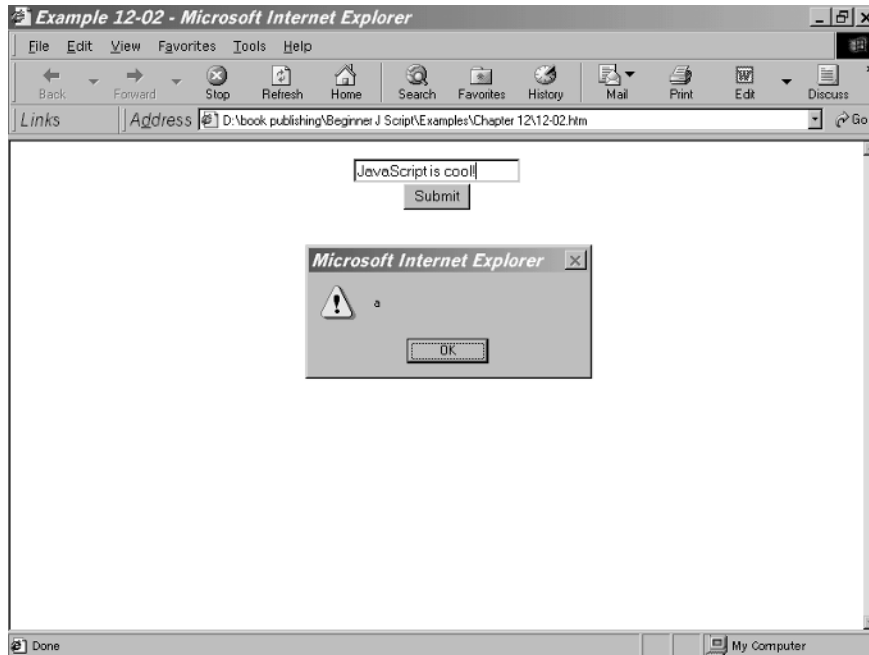 Example 12-02 - Microsoft Internet Explorer
File Edit View Favorites Tools Help
Back Forward Stop Refresh Home Search Favorites History Mail Print Edit Discuss
Links Address D:\book publishing\Beginner J Script\Examples\Chapter 12\12-02.htm Go
JavaScript is cool!
Submit
Microsoft Internet Explorer
a
OK
Done My Computer